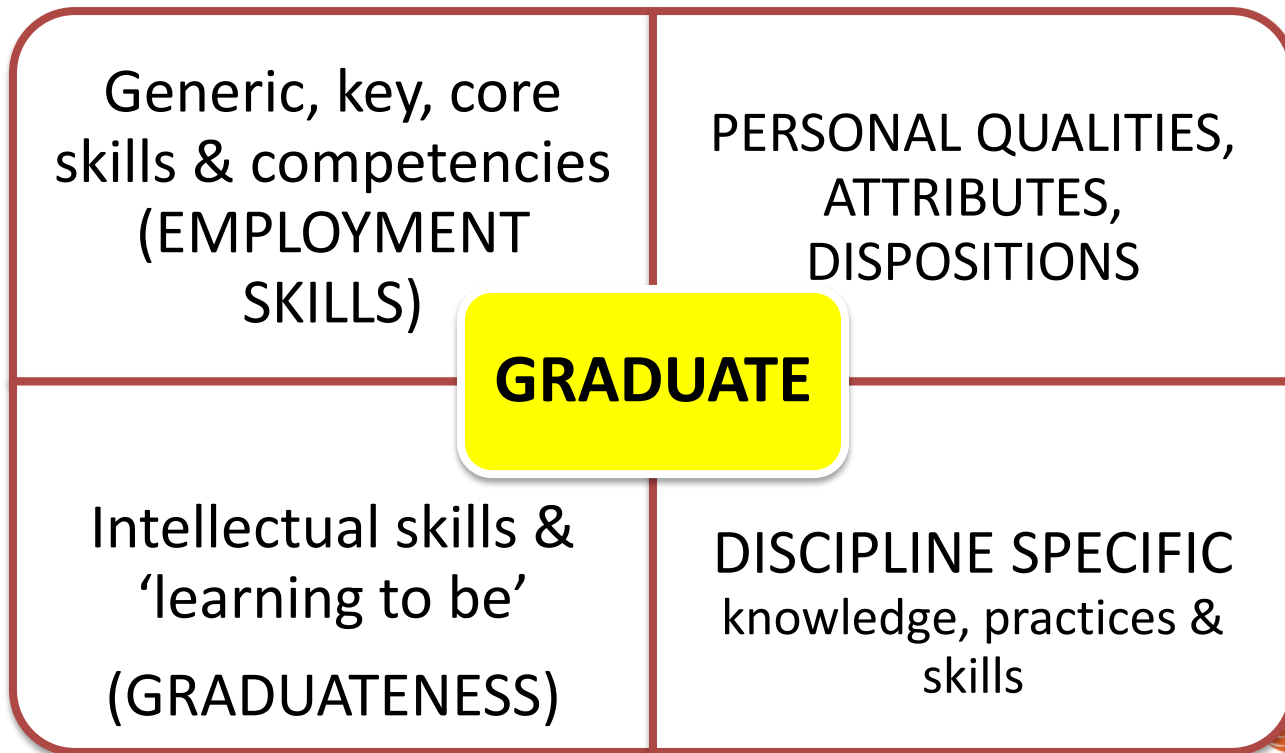 Generic, key, core
skills & competencies
(EMPLOYMENT
SKILLS)
PERSONAL QUALITIES,
ATTRIBUTES,
DISPOSITIONS
GRADUATE
Intellectual skills &
‘learning to be’
(GRADUATENESS)
DISCIPLINE SPECIFIC
knowledge, practices &
skills